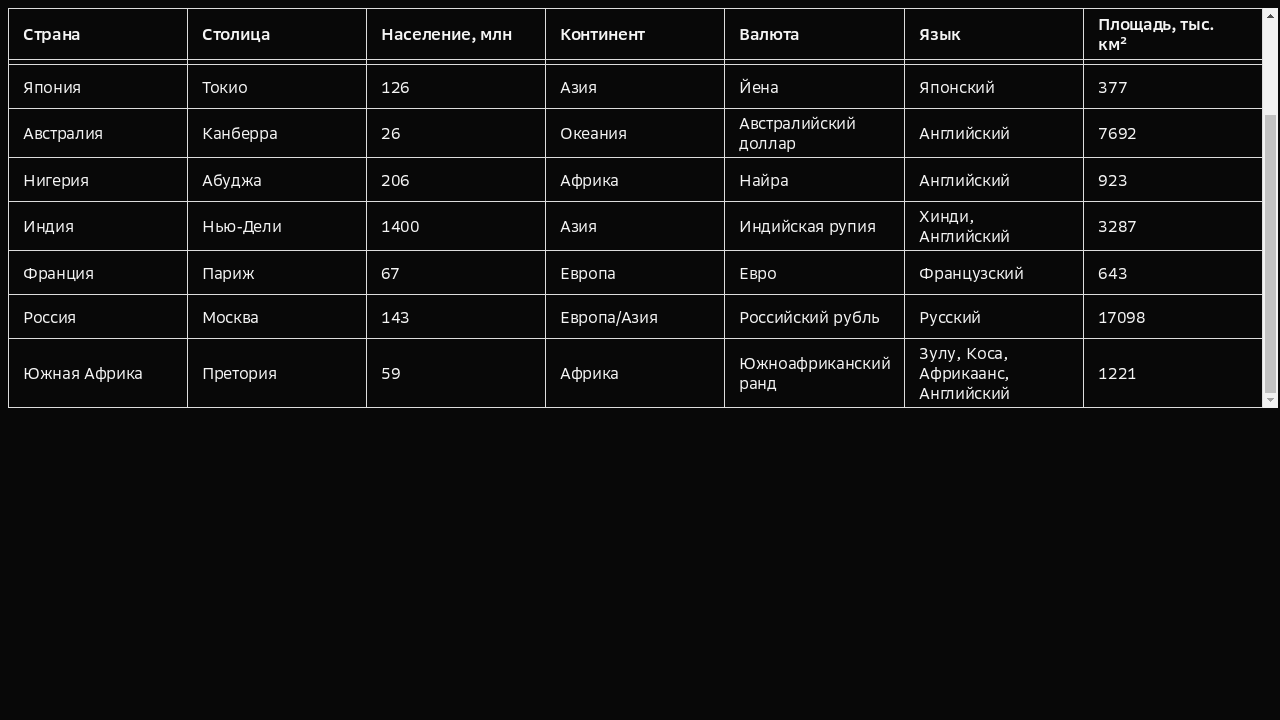 Страна Столица Население, млн Континент Валюта Язык Площадь, тыс. км²
Япония Токио 126 Азия Йена Японский 377
Австралия Канберра 26 Океания Австралийский доллар Английский 7692
Нигерия Абуджа 206 Африка Найра Английский 923
Индия Нью-Дели 1400 Азия Индийская рупия Хинди, Английский 3287
Франция Париж 67 Европа Евро Французский 643
Россия Москва 143 Европа/Азия Российский рубль Русский 17098
Южная Африка Претория 59 Африка Южноафриканский ранд Зулу, Коса, Африкаанс, Английский 1221